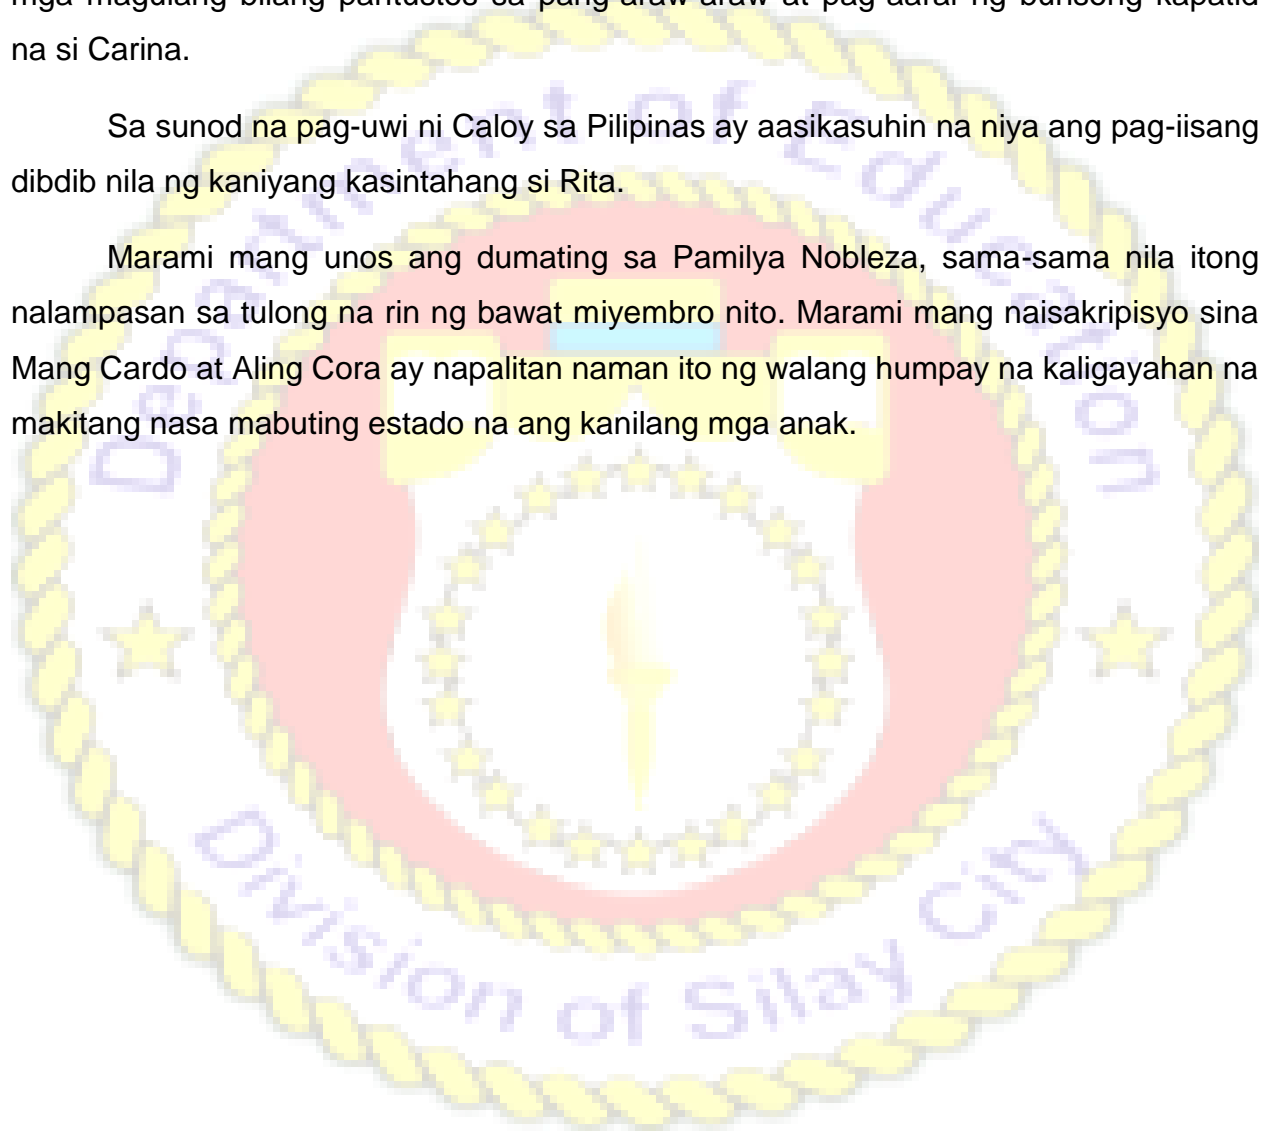 mga magulang bilang pantustos sa pang-araw-araw at pag-aaral ng bunsong kapatid
na si Carina.
Sa sunod na pag-uwi ni Caloy sa Pilipinas ay aasikasuhin na niya ang pag-iisang
dibdib nila ng kaniyang kasintahang si Rita.
Marami mang unos ang dumating sa Pamilya Nobleza, sama-sama nila itong
nalampasan sa tulong na rin ng bawat miyembro nito. Marami mang naisakripisyo sina
Mang Cardo at Aling Cora ay napalitan naman ito ng walang humpay na kaligayahan na
makitang nasa mabuting estado na ang kanilang mga anak.
Department of Education
Division of Silay City